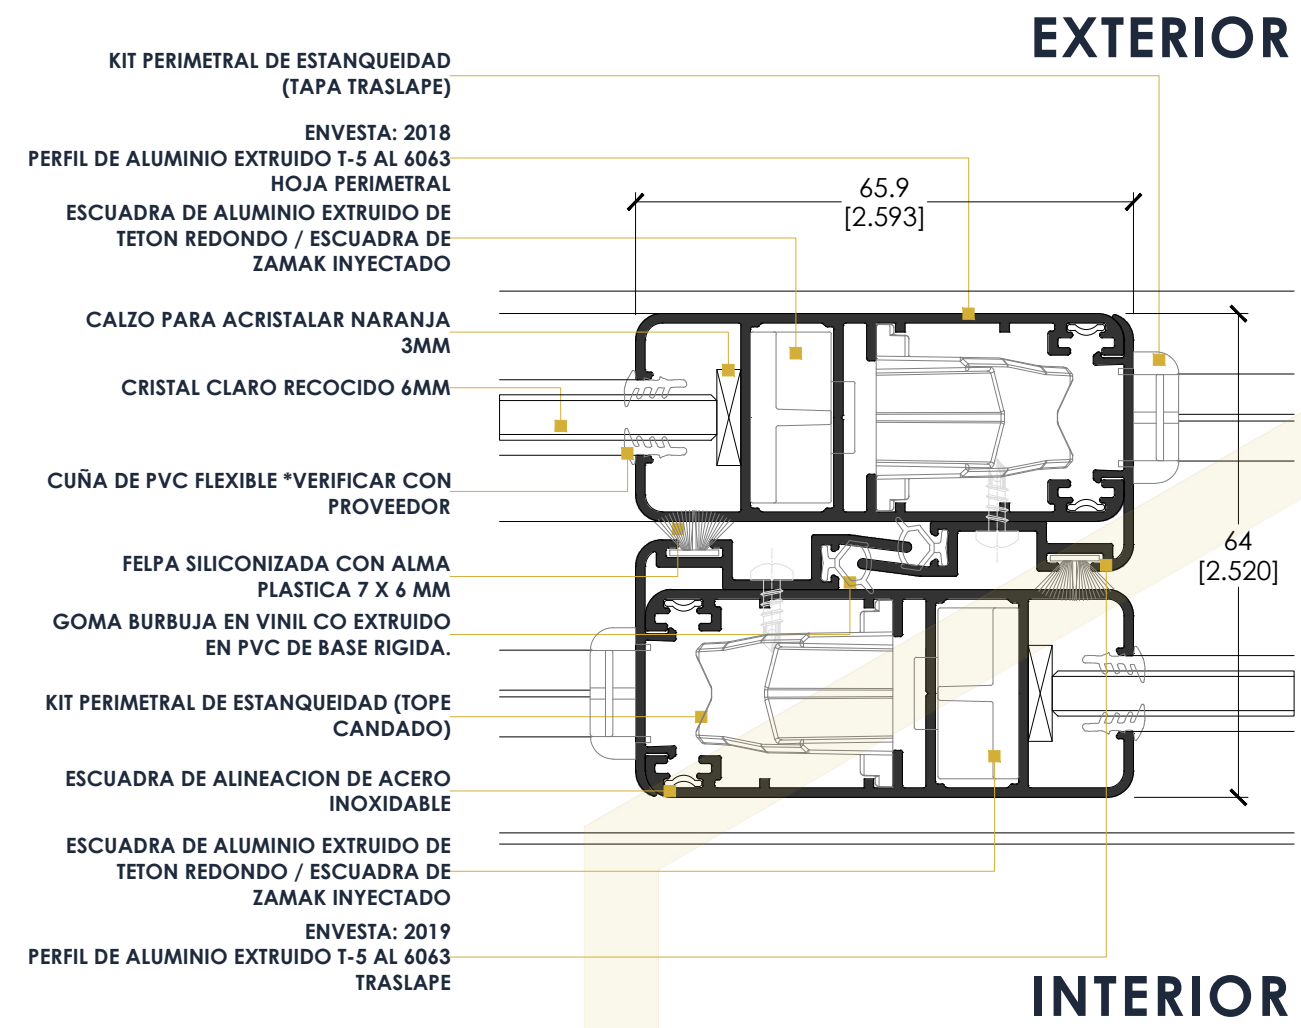 EXTERIOR
KIT PERIMETRAL DE ESTANQUEIDAD
(TAPA TRASLAPE)
ENVESTA: 2018
PERFIL DE ALUMINIO EXTRUIDO T-5 AL 6063
HOJA PERIMETRAL
ESCUADRA DE ALUMINIO EXTRUIDO DE
TETON REDONDO / ESCUADRA DE
ZAMAK INYECTADO
65.9
[2.593]
CALZO PARA ACRISTALAR NARANJA
3MM
CRISTAL CLARO RECOCIDO 6MM
CUÑA DE PVC FLEXIBLE *VERIFICAR CON
PROVEEDOR
64
[2.520]
FELPA SILICONIZADA CON ALMA
PLASTICA 7 X 6 MM
GOMA BURBUJA EN VINIL CO EXTRUIDO
EN PVC DE BASE RIGIDA.
KIT PERIMETRAL DE ESTANQUEIDAD (TOPE
CANDADO)
ESCUADRA DE ALINEACION DE ACERO
INOXIDABLE
ESCUADRA DE ALUMINIO EXTRUIDO DE
TETON REDONDO / ESCUADRA DE
ZAMAK INYECTADO
ENVESTA: 2019
PERFIL DE ALUMINIO EXTRUIDO T-5 AL 6063
TRASLAPE
INTERIOR